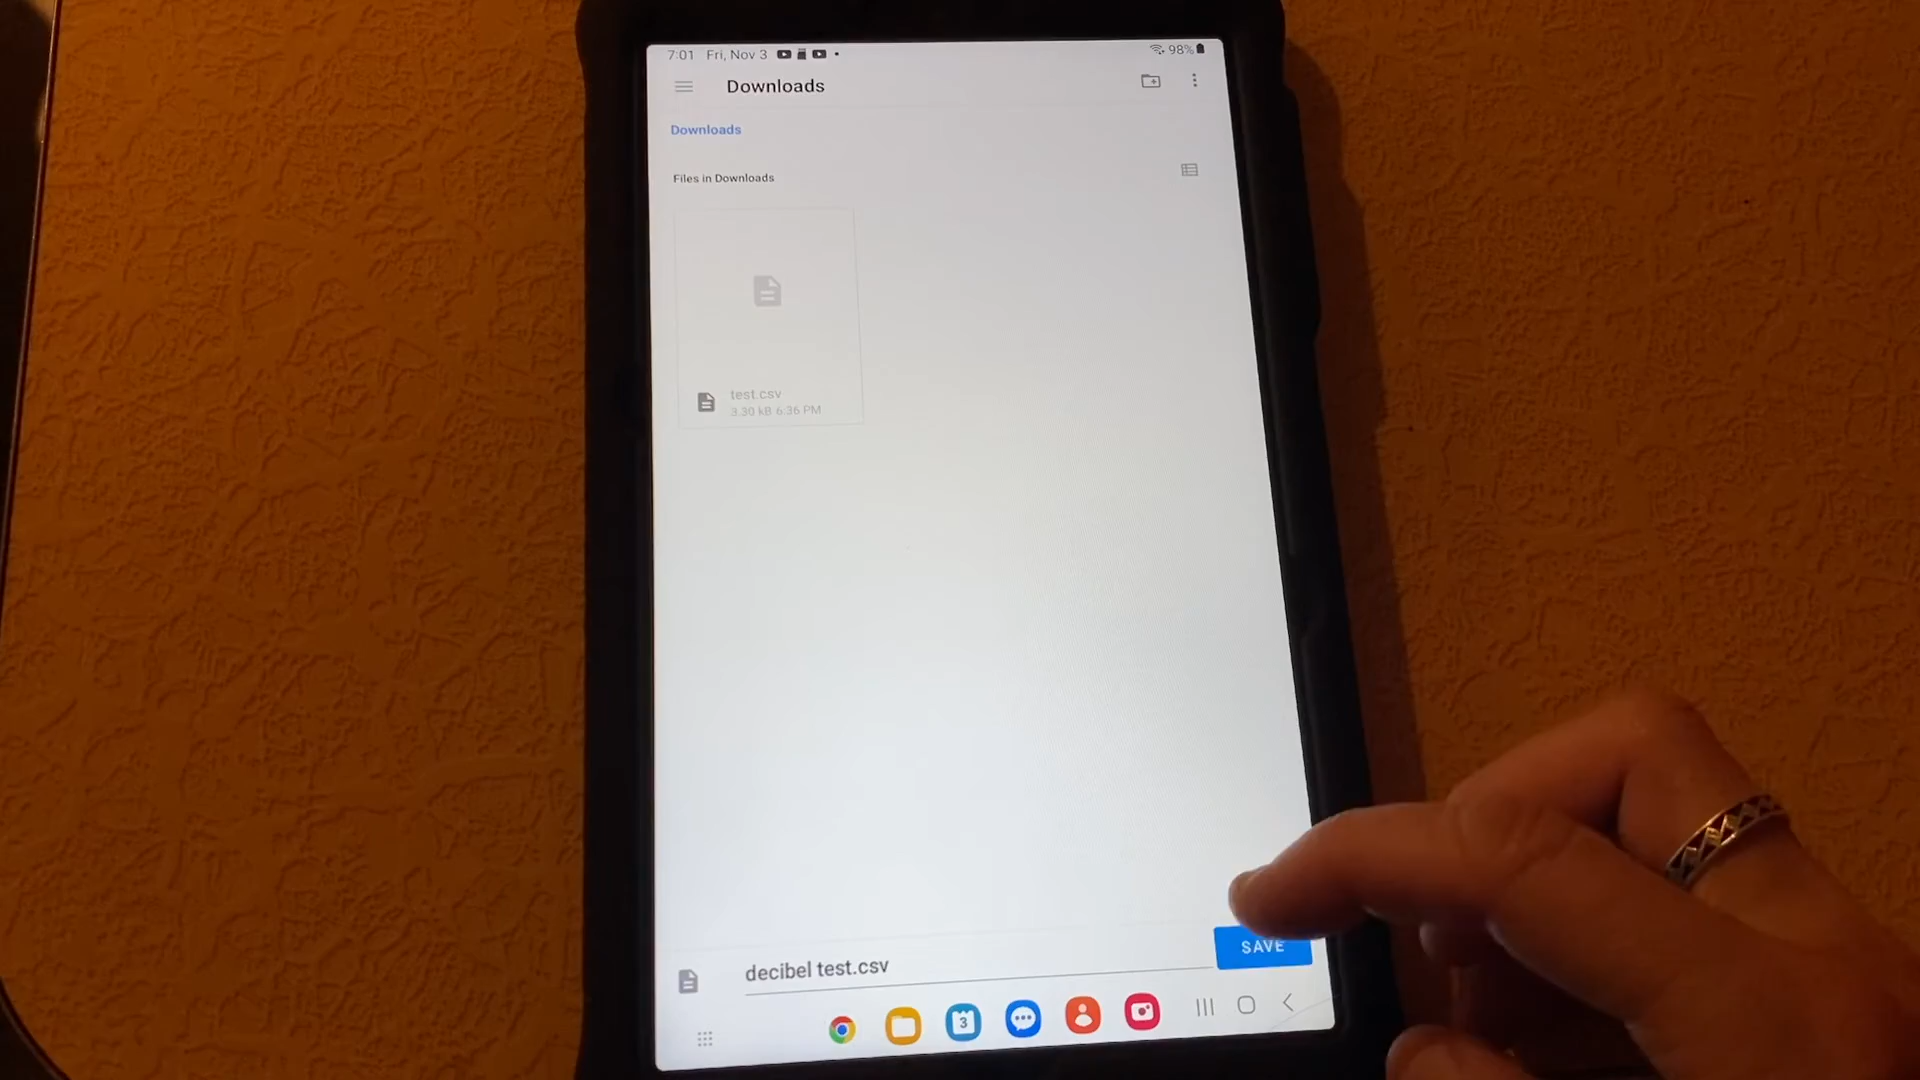 7:01 Fri, Nov 3
98%
Downloads
Downloads
Files in Downloads
test.csv
3.30 kB 6:36 PM
decibel test.csv
SAVE
3